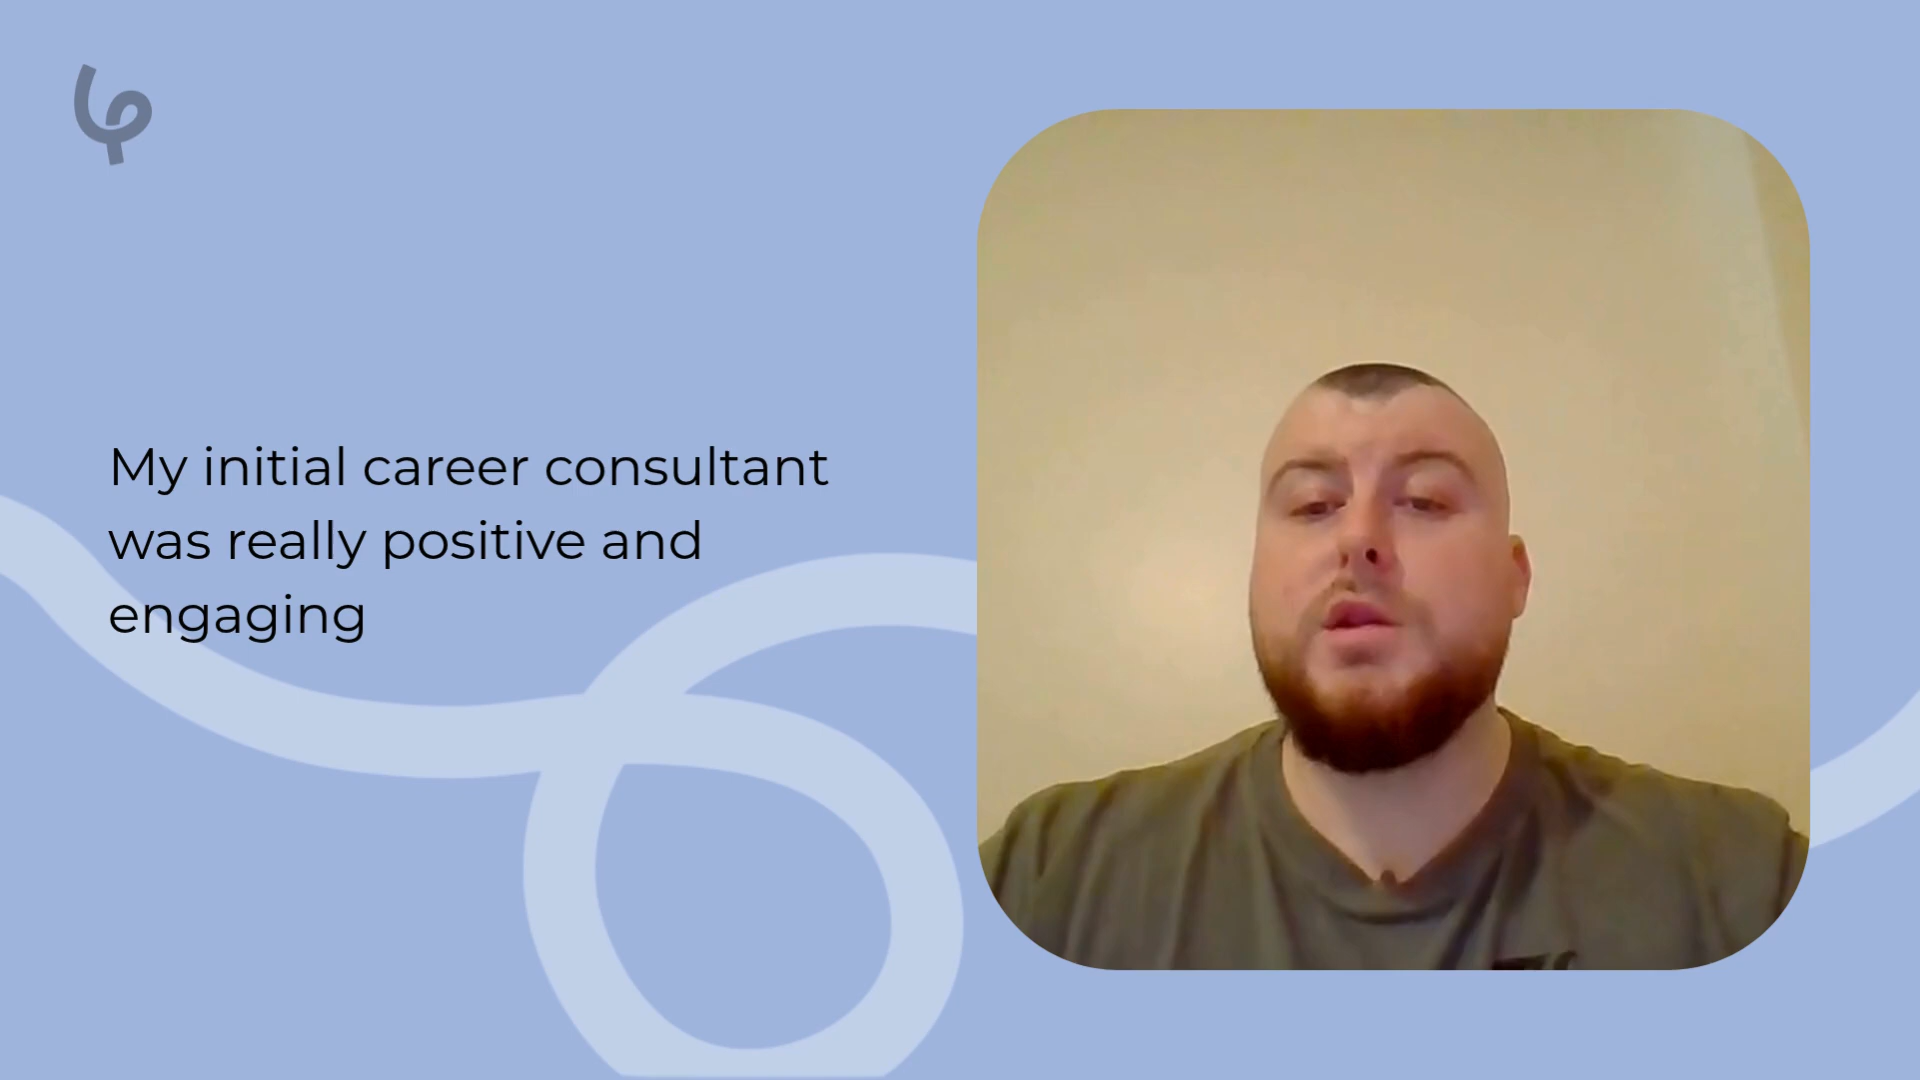 My initial career consultant
was really positive and
engaging